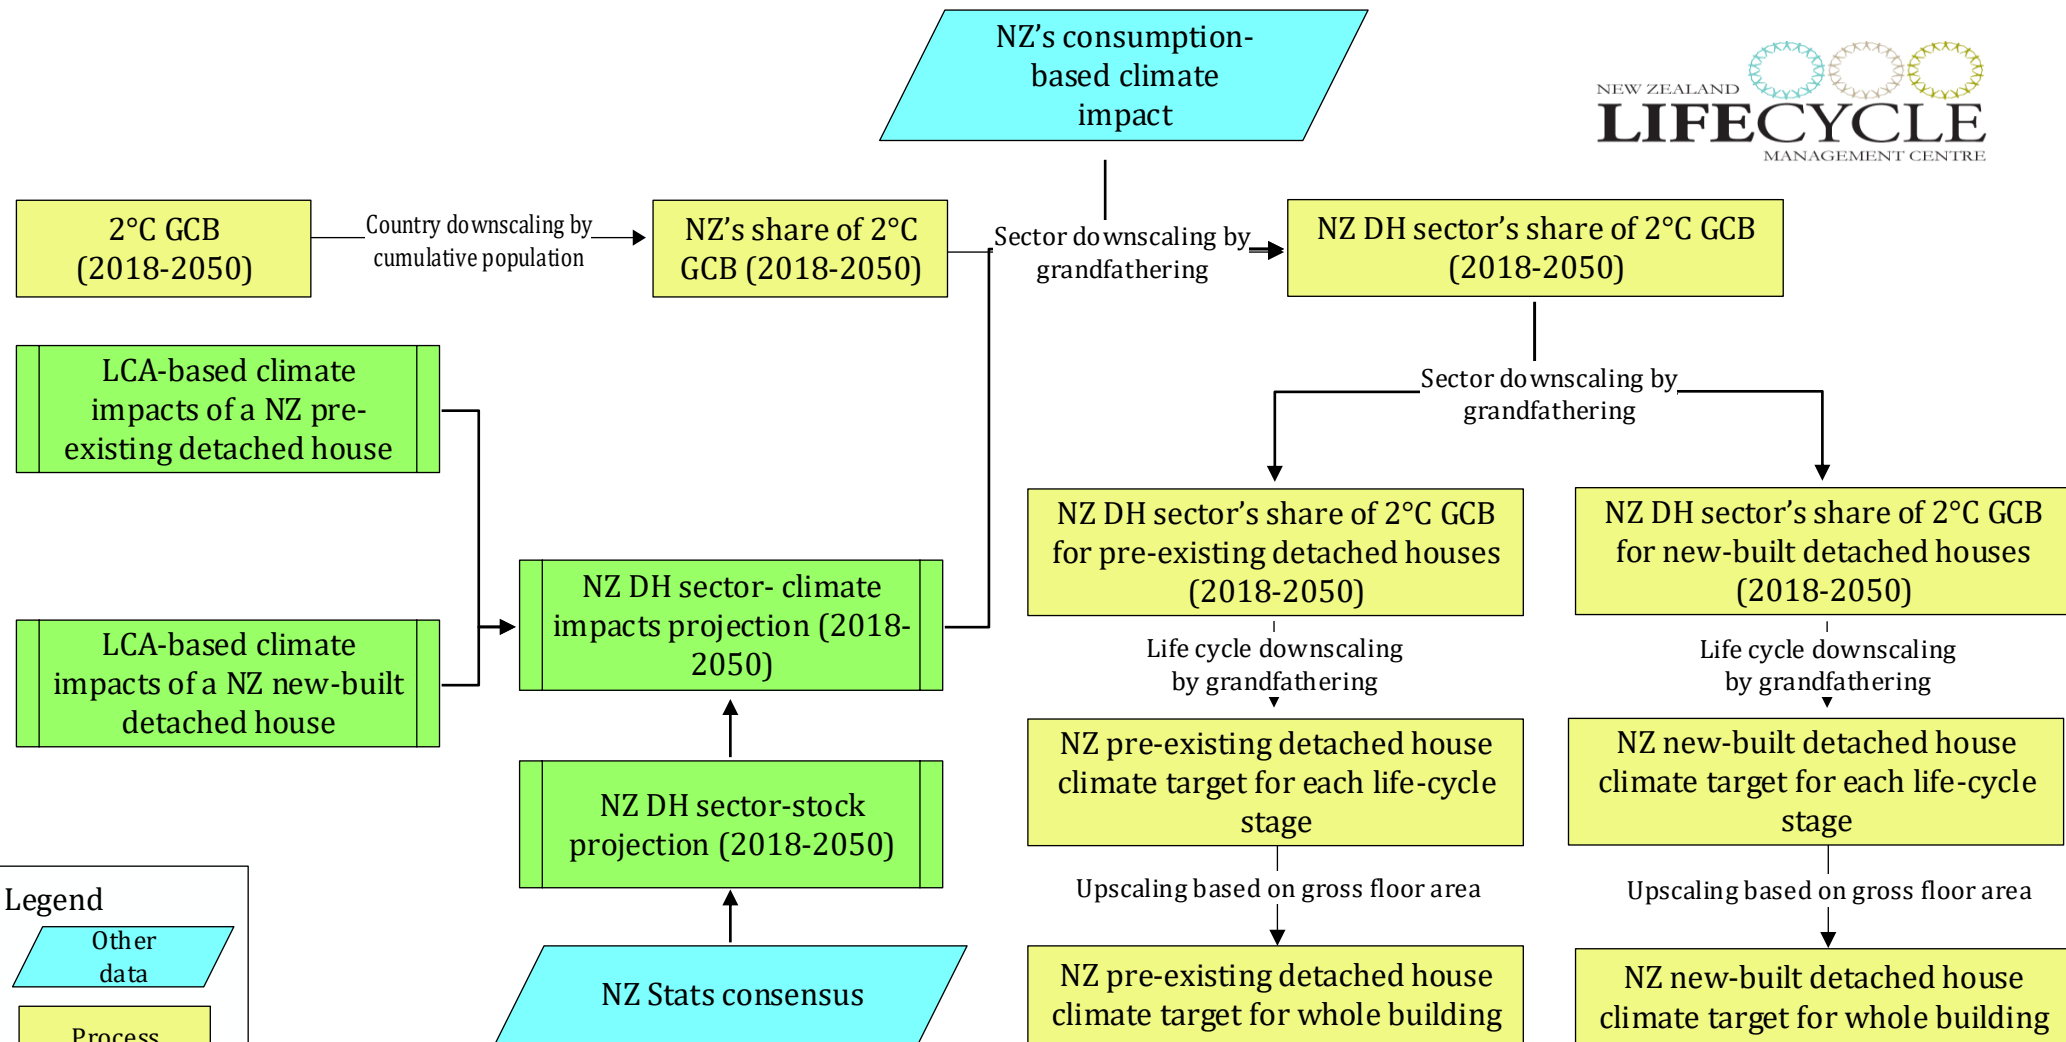 NZ’s consumption-
based climate
impact
NEW ZEALAND
LIFECYCLE
MANAGEMENT CENTRE
2°C GCB
(2018-2050)
Country downscaling by
cumulative population
NZ’s share of 2°C
GCB (2018-2050)
Sector downscaling by
grandfathering
NZ DH sector’s share of 2°C GCB
(2018-2050)
LCA-based climate
impacts of a NZ pre-
existing detached house
Sector downscaling by
grandfathering
NZ DH sector’s share of 2°C GCB
for pre-existing detached houses
(2018-2050)
NZ DH sector’s share of 2°C GCB
for new-built detached houses
(2018-2050)
LCA-based climate
impacts of a NZ new-built
detached house
NZ DH sector- climate
impacts projection (2018-
2050)
Life cycle downscaling
by grandfathering
Life cycle downscaling
by grandfathering
NZ pre-existing detached house
climate target for each life-cycle
stage
NZ new-built detached house
climate target for each life-cycle
stage
NZ DH sector-stock
projection (2018-2050)
Upscaling based on gross floor area
Upscaling based on gross floor area
NZ Stats consensus
NZ pre-existing detached house
climate target for whole building
NZ new-built detached house
climate target for whole building
Legend
Other
data
Process